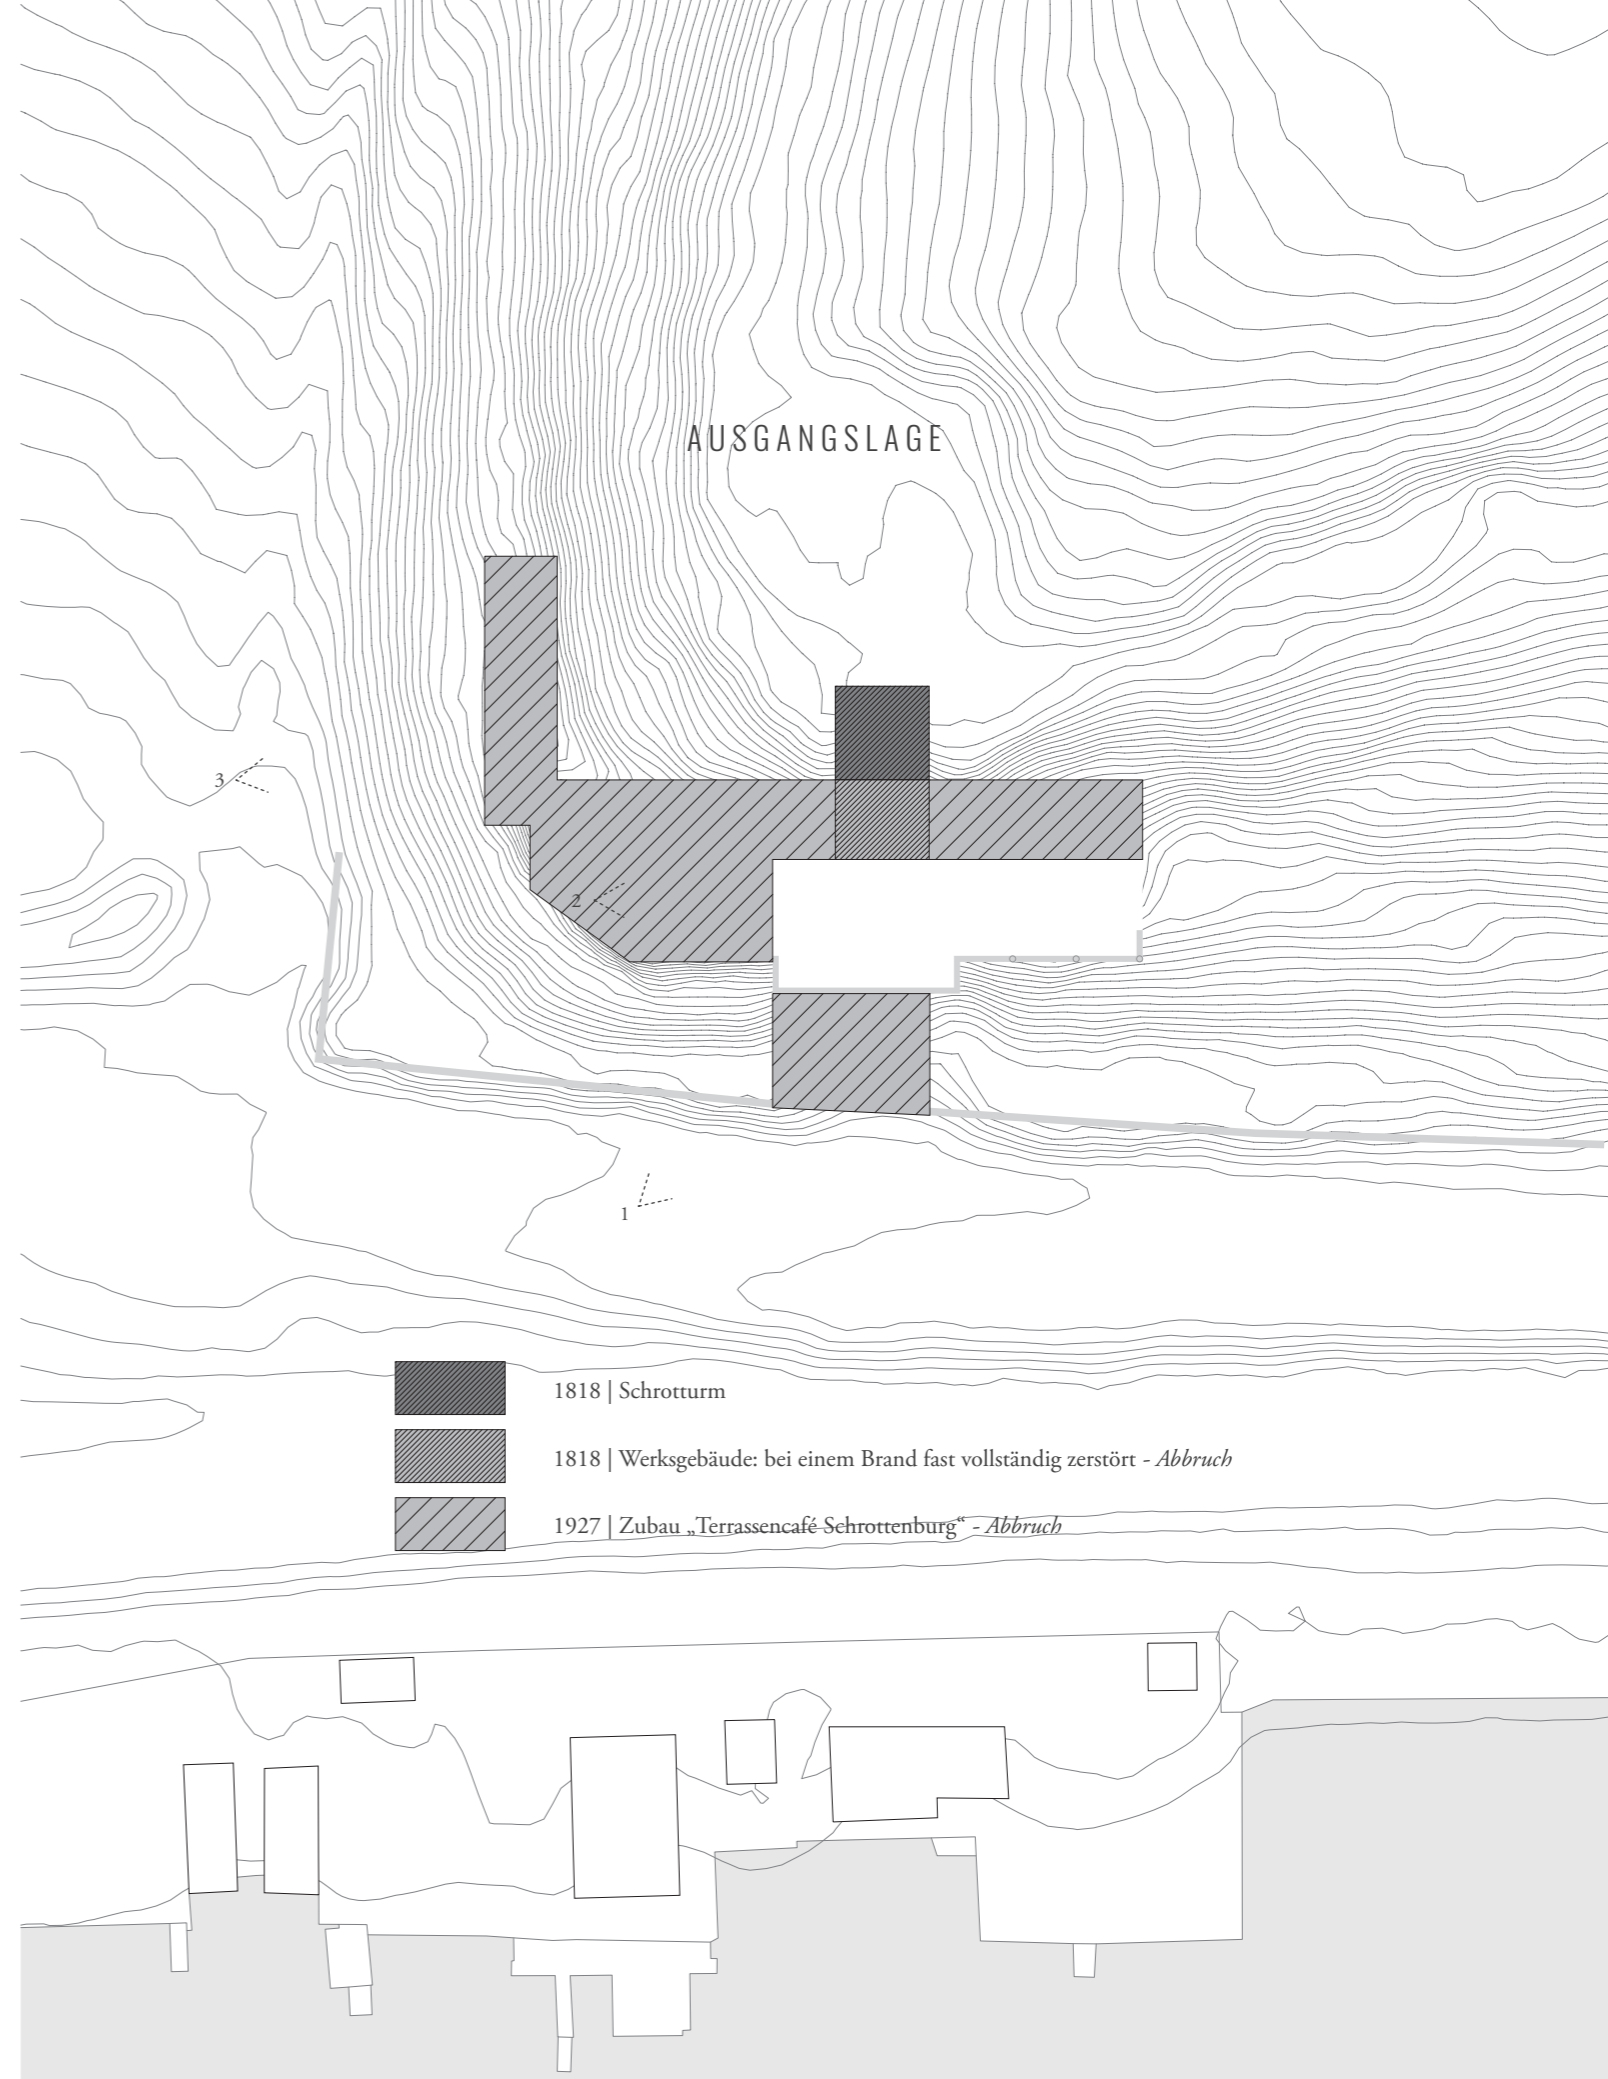 AUSGANGSLAGE
3
2
1
1818 | Schrotturm
1818 | Werksgebäude: bei einem Brand fast vollständig zerstört - Abbruch
1927 | Zubau „Terrassencafé Schrottenburg“ - Abbruch